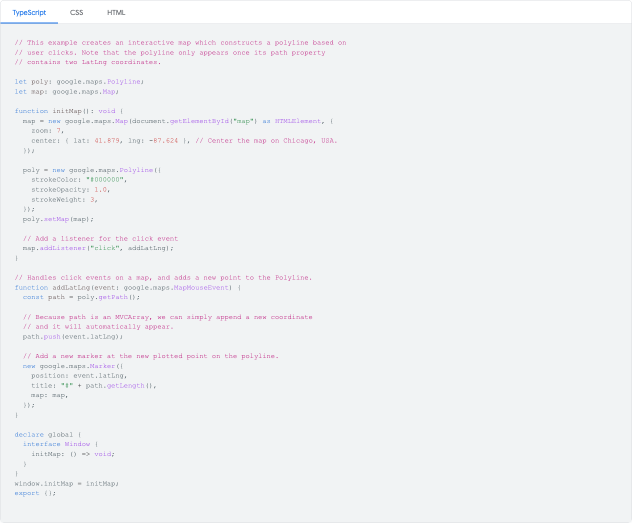 TypeScript CSS HTML
// This example creates an interactive map which constructs a polyline based on
// user clicks. Note that the polyline only appears once its path property
// contains two LatLng coordinates.
let poly: google.maps.Polyline;
let map: google.maps.Map;
function initMap(): void {
map = new google.maps.Map(document.getElementById("map") as HTMLElement, {
zoom: 7,
center: { lat: 41.879, lng: -87.624 }, // Center the map on Chicago, USA.
});
poly = new google.maps.Polyline({
strokeColor: "#000000",
strokeOpacity: 1.0,
strokeWeight: 3,
});
poly.setMap(map);
// Add a listener for the click event
map.addListener("click", addLatLng);
}
// Handles click events on a map, and adds a new point to the Polyline.
function addLatLng(event: google.maps.MapMouseEvent) {
const path = poly.getPath();
// Because path is an MVCArray, we can simply append a new coordinate
// and it will automatically appear.
path.push(event.latLng);
// Add a new marker at the new plotted point on the polyline.
new google.maps.Marker({
position: event.latLng,
title: "#" + path.getLength(),
map: map,
});
}
declare global {
interface Window {
initMap: () => void;
}
}
window.initMap = initMap;
export {};